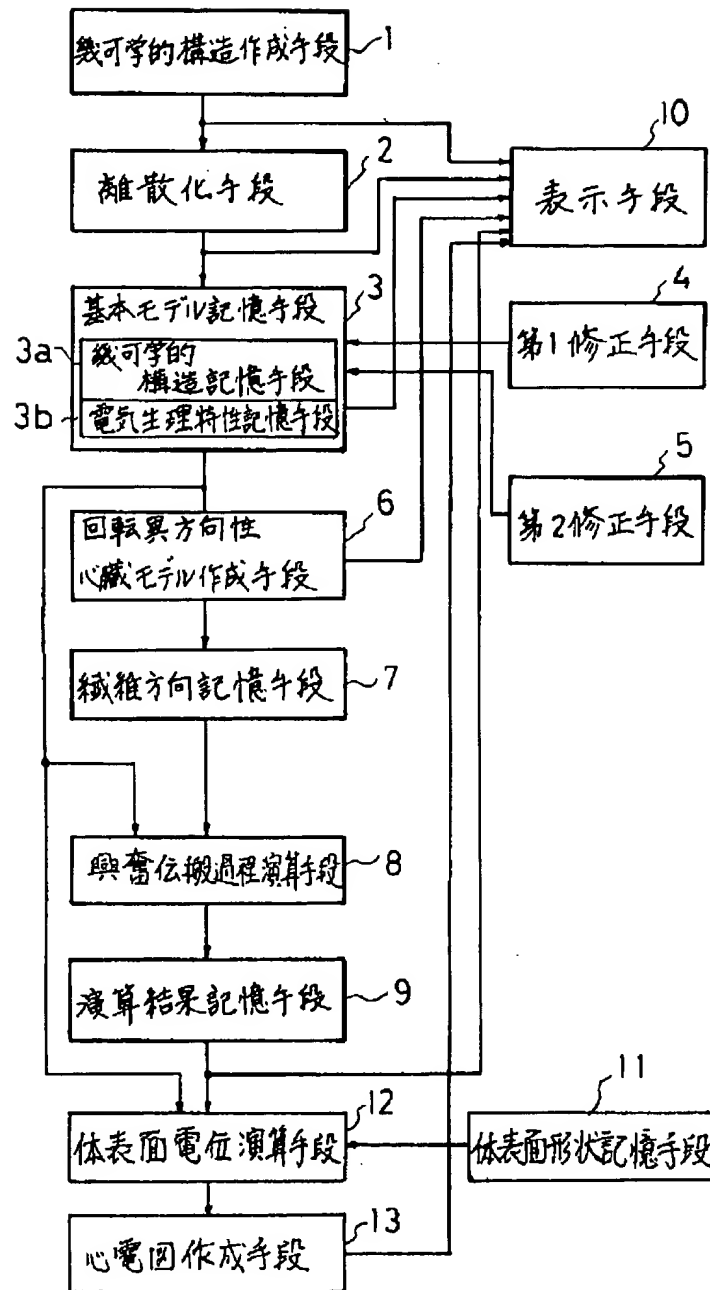 幾可学的構造作成手段
1
離散化手段
2
10
表示手段
基本モデル記憶手段
3
3a
幾可学的
構造記憶手段
3b
電気生理特性記憶手段
4
第1修正手段
5
第2修正手段
回転異方向性
心臓モデル作成手段
6
繊維方向記憶手段
7
興奮伝搬過程演算手段
8
演算結果記憶手段
9
11
体表面形状記憶手段
体表面電位演算手段
12
心電図作成手段
13